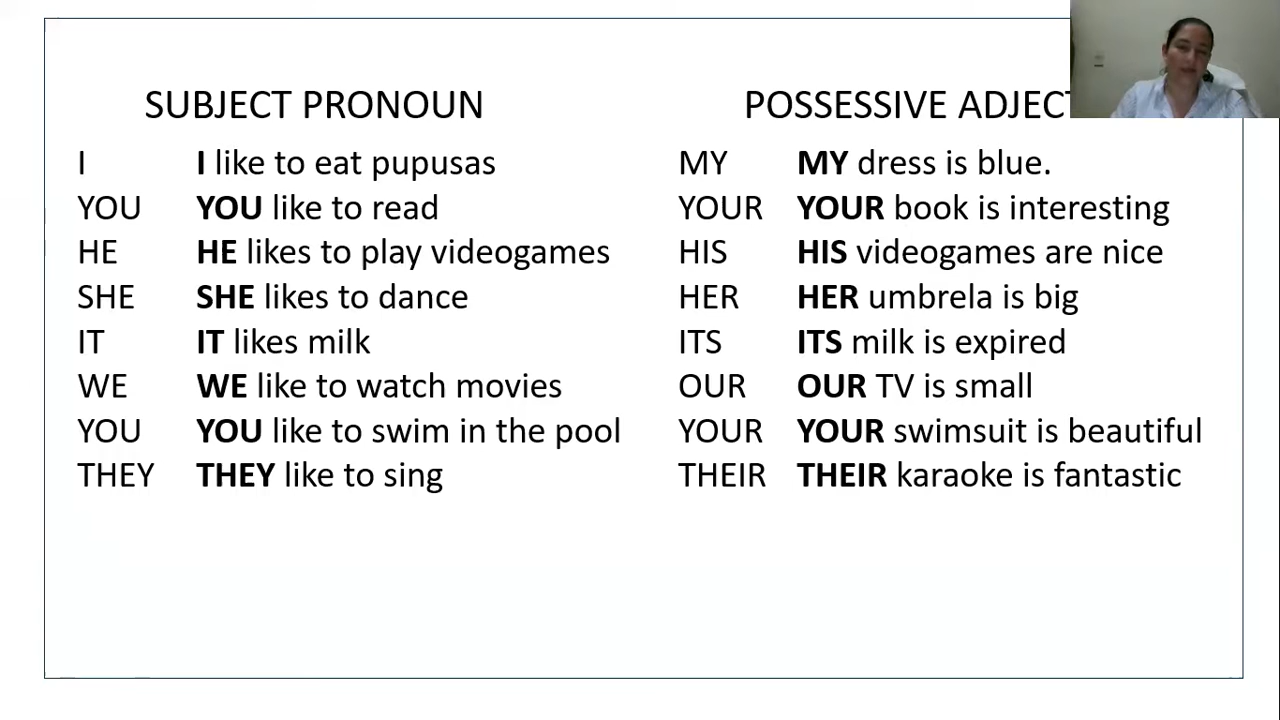 SUBJECT PRONOUN
I I like to eat pupusas
YOU YOU like to read
HE HE likes to play videogames
SHE SHE likes to dance
IT IT likes milk
WE WE like to watch movies
YOU YOU like to swim in the pool
THEY THEY like to sing
POSSESSIVE
MY MY dress is blue.
YOUR YOUR book is interesting
HIS HIS videogames are nice
HER HER umbrela is big
ITS ITS milk is expired
OUR OUR TV is small
YOUR YOUR swimsuit is beautiful
THEIR THEIR karaoke is fantastic